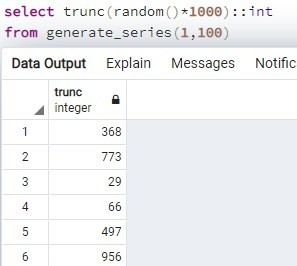 select trunc(random()*1000)::int
from generate_series(1,100)
Data Output Explain Messages Notific
trunc
integer
1 368
2 773
3 29
4 66
5 497
6 956